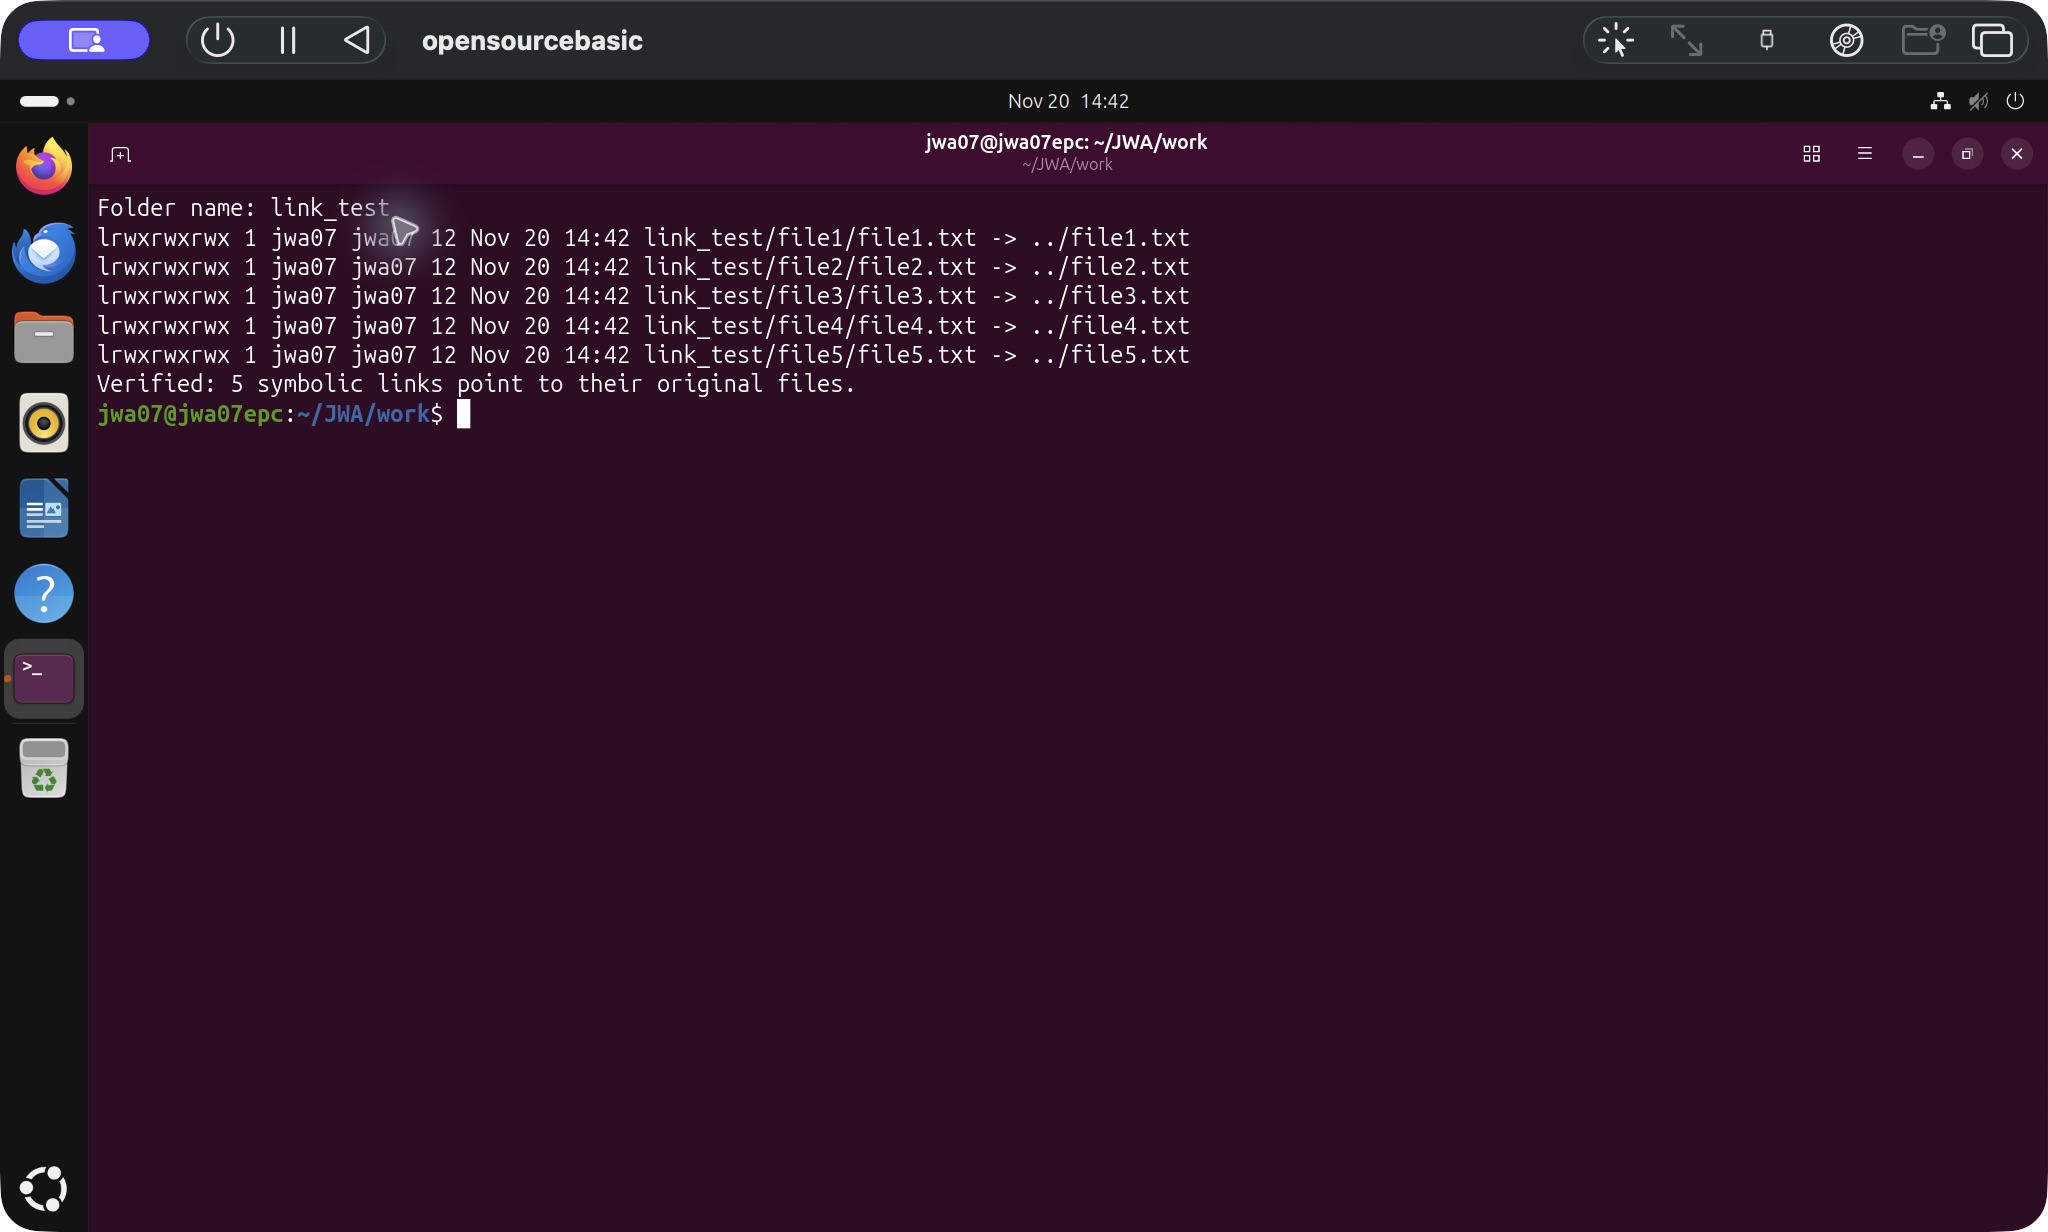 opensourcebasic
Nov 20 14:42
jwa07@jwa07epc: ~/JWA/work
~/JWA/work
Folder name: link_test
lrwxrwxrwx 1 jwa07 jwa07 12 Nov 20 14:42 link_test/file1/file1.txt -> ../file1.txt
lrwxrwxrwx 1 jwa07 jwa07 12 Nov 20 14:42 link_test/file2/file2.txt -> ../file2.txt
lrwxrwxrwx 1 jwa07 jwa07 12 Nov 20 14:42 link_test/file3/file3.txt -> ../file3.txt
lrwxrwxrwx 1 jwa07 jwa07 12 Nov 20 14:42 link_test/file4/file4.txt -> ../file4.txt
lrwxrwxrwx 1 jwa07 jwa07 12 Nov 20 14:42 link_test/file5/file5.txt -> ../file5.txt
Verified: 5 symbolic links point to their original files.
jwa07@jwa07epc:~/JWA/work$